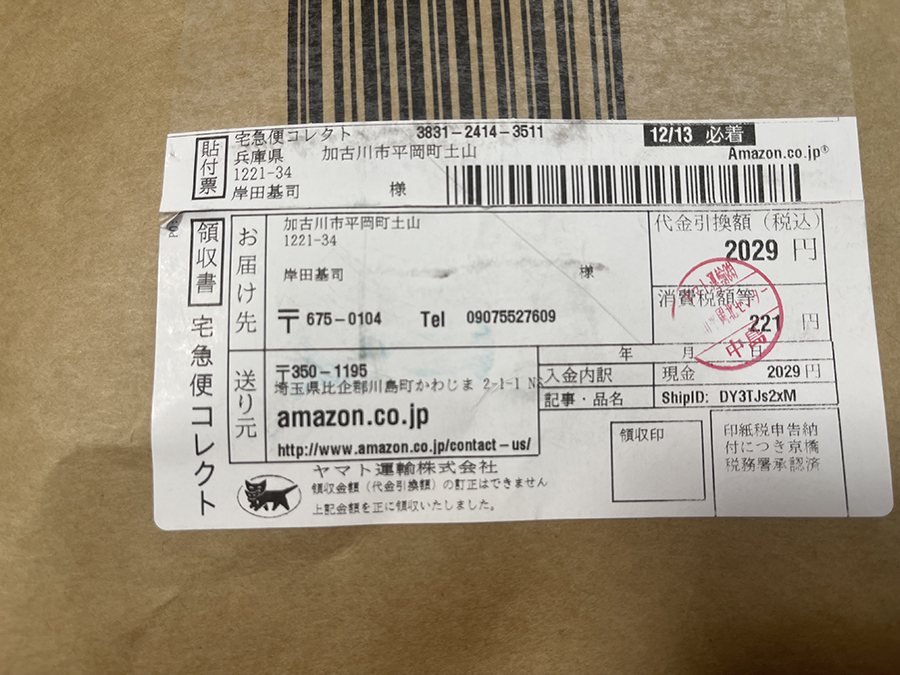 宅急便コレクト 3831-2414-3511 12/13 必着
貼付票
兵庫県 加古川市平岡町土山 Amazon.co.jp®
1221-34
岸田基司 様
領収書 宅急便コレクト
お届け先
加古川市平岡町土山
1221-34
岸田基司 様
〒675-0104 Tel 09075527609
代金引換額（税込）
2029 円
消費税額等
221 円
中島
年 月 日
送り元
〒350-1195
埼玉県比企郡川島町かわじま 2-1-1 NS
amazon.co.jp
http://www.amazon.co.jp/contact-us/
入金内訳 現金 2029 円
記事・品名 ShipID: DY3TJs2xM
ヤマト運輸株式会社
領収金額（代金引換額）の訂正はできません
上記金額を正に領収いたしました。
領収印
印紙税申告納
付につき京橋
税務署承認済